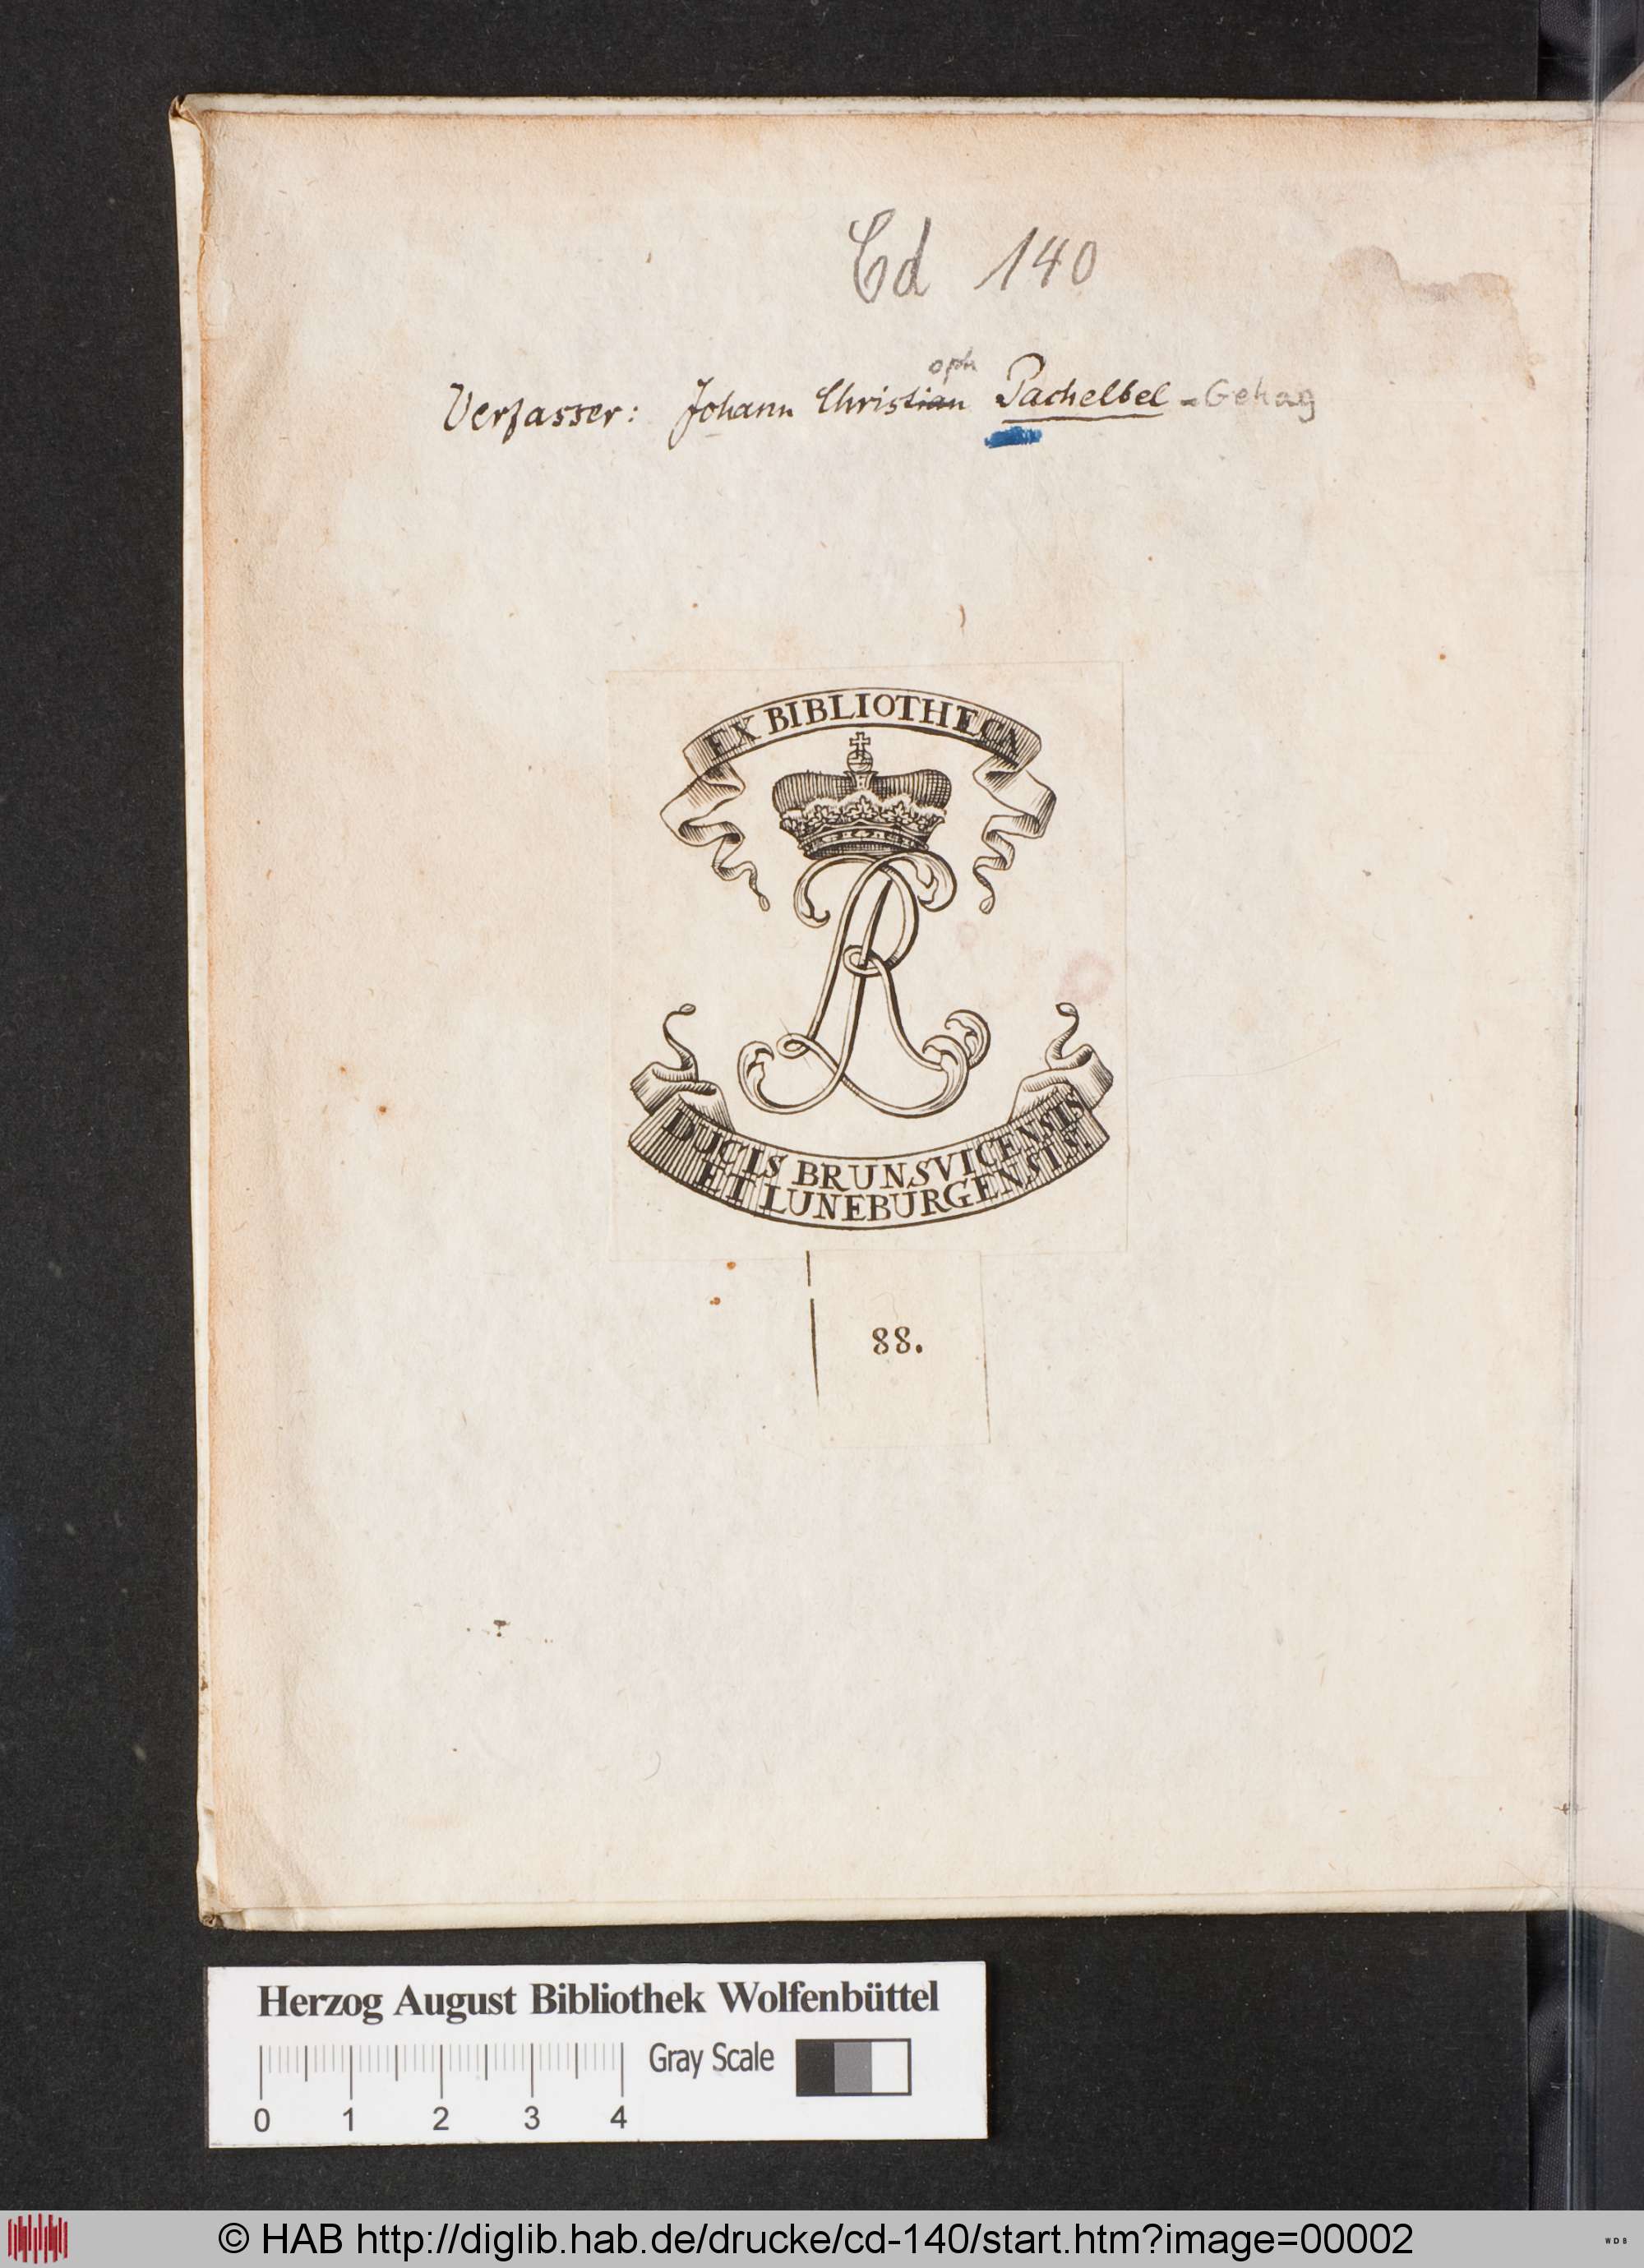 Cd 140
oph
Verfasser: Johann Christian Pachelbel-Gehag
EX BIBLIOTHECA
DUCIS BRUNSVICENSIS
ET LUNEBURGENSIS.
88.
Herzog August Bibliothek Wolfenbüttel
Gray Scale
0 1 2 3 4
© HAB http://diglib.hab.de/drucke/cd-140/start.htm?image=00002
WDB